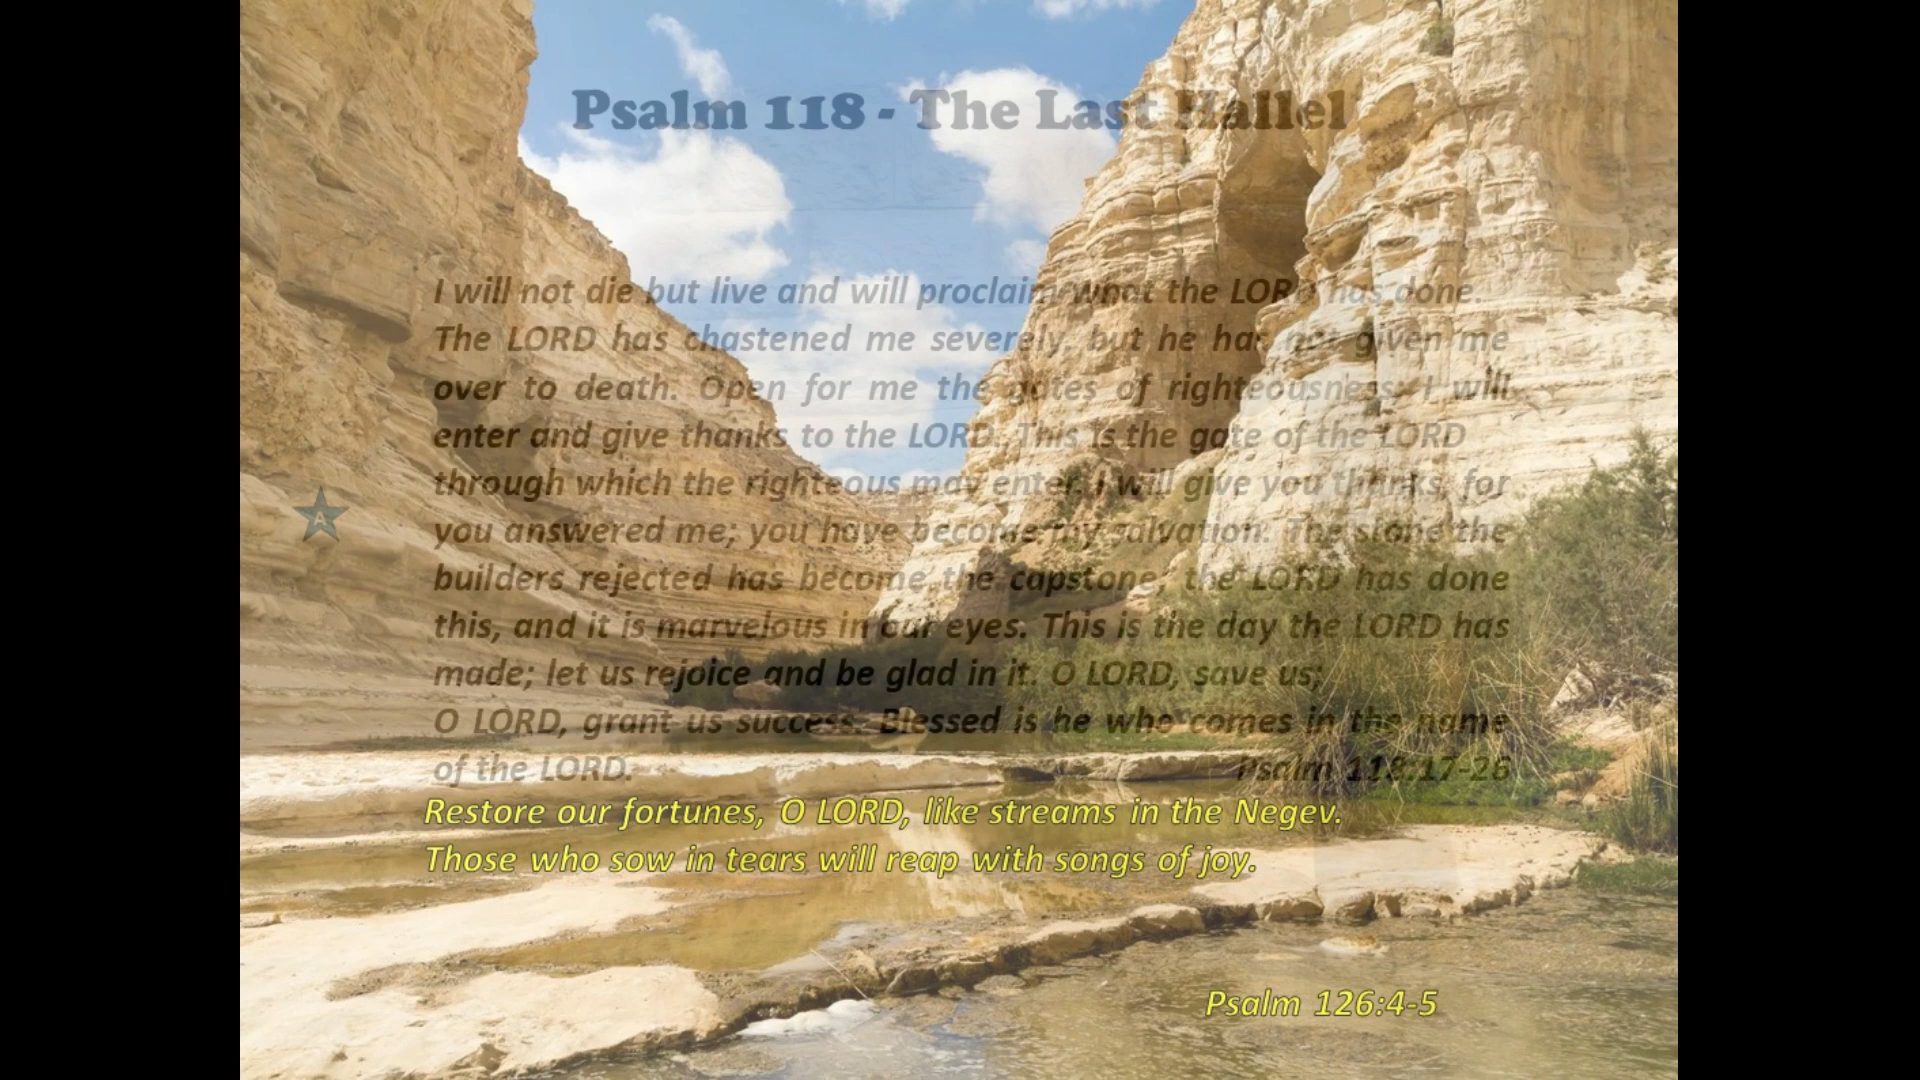 Psalm 118 - The Last Hallel
I will not die but live and will proclaim what the LORD has done.
The LORD has chastened me severely, but he has not given me
over to death. Open for me the gates of righteousness; I will
enter and give thanks to the LORD. This is the gate of the LORD
through which the righteous may enter. I will give you thanks, for
you answered me; you have become my salvation. The stone the
builders rejected has become the capstone; the LORD has done
this, and it is marvelous in our eyes. This is the day the LORD has
made; let us rejoice and be glad in it. O LORD, save us;
O LORD, grant us success. Blessed is he who comes in the name
of the LORD. Psalm 118:17-26
A
Restore our fortunes, O LORD, like streams in the Negev.
Those who sow in tears will reap with songs of joy.
Psalm 126:4-5